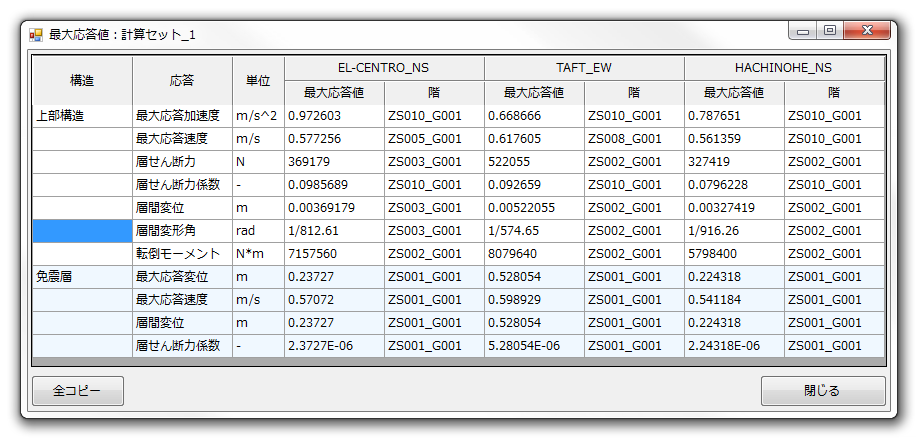 最大応答値：計算セット_1
構造 応答 単位 EL-CENTRO_NS TAFT_EW HACHINOHE_NS
最大応答値 階 最大応答値 階 最大応答値 階
上部構造 最大応答加速度 m/s^2 0.972603 ZS010_G001 0.668666 ZS010_G001 0.787651 ZS010_G001
最大応答速度 m/s 0.577256 ZS005_G001 0.617605 ZS008_G001 0.561359 ZS010_G001
層せん断力 N 369179 ZS003_G001 522055 ZS002_G001 327419 ZS002_G001
層せん断力係数 - 0.0985689 ZS010_G001 0.092659 ZS010_G001 0.0796228 ZS010_G001
層間変位 m 0.00369179 ZS003_G001 0.00522055 ZS002_G001 0.00327419 ZS002_G001
層間変形角 rad 1/812.61 ZS003_G001 1/574.65 ZS002_G001 1/916.26 ZS002_G001
転倒モーメント N*m 7157560 ZS002_G001 8079640 ZS002_G001 5798400 ZS002_G001
免震層 最大応答変位 m 0.23727 ZS001_G001 0.528054 ZS001_G001 0.224318 ZS001_G001
最大応答速度 m/s 0.57072 ZS001_G001 0.598929 ZS001_G001 0.541184 ZS001_G001
層間変位 m 0.23727 ZS001_G001 0.528054 ZS001_G001 0.224318 ZS001_G001
層せん断力係数 - 2.3727E-06 ZS001_G001 5.28054E-06 ZS001_G001 2.24318E-06 ZS001_G001
全コピー 閉じる